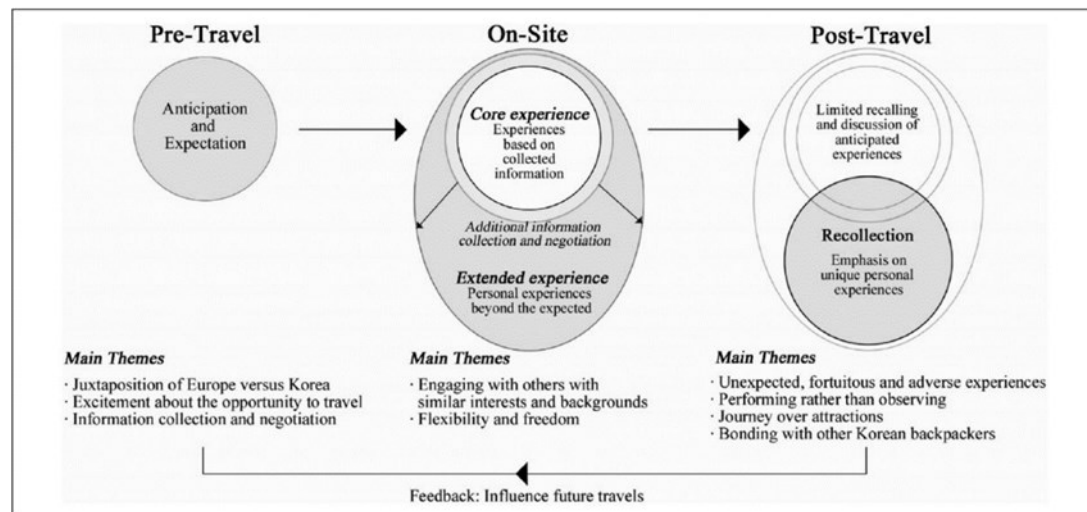 Pre-Travel
On-Site
Post-Travel
Anticipation
and
Expectation
Core experience
Experiences
based on
collected
information
Additional information
collection and negotiation
Extended experience
Personal experiences
beyond the expected
Limited recalling
and discussion of
anticipated
experiences
Recollection
Emphasis on
unique personal
experiences
Main Themes
· Juxtaposition of Europe versus Korea
· Excitement about the opportunity to travel
· Information collection and negotiation
Main Themes
· Engaging with others with
similar interests and backgrounds
· Flexibility and freedom
Main Themes
· Unexpected, fortuitous and adverse experiences
· Performing rather than observing
· Journey over attractions
· Bonding with other Korean backpackers
Feedback: Influence future travels